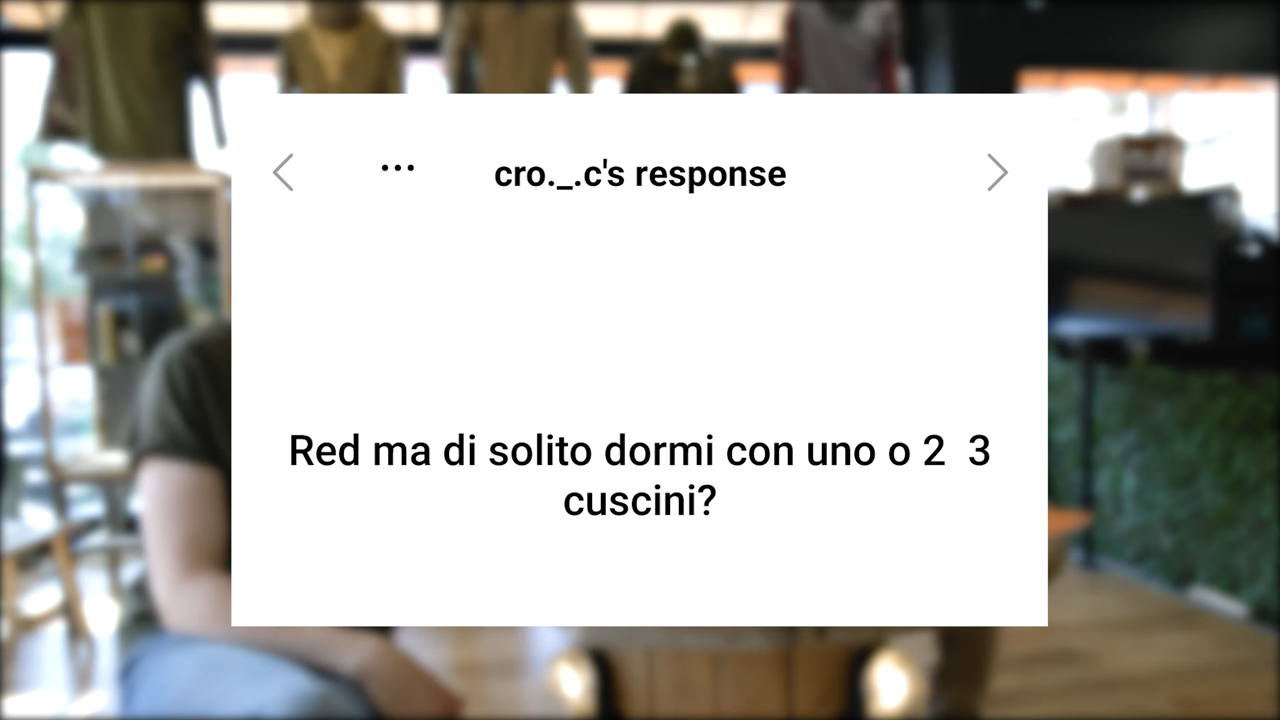 cro._.c's response
Red ma di solito dormi con uno o 2  3
cuscini?